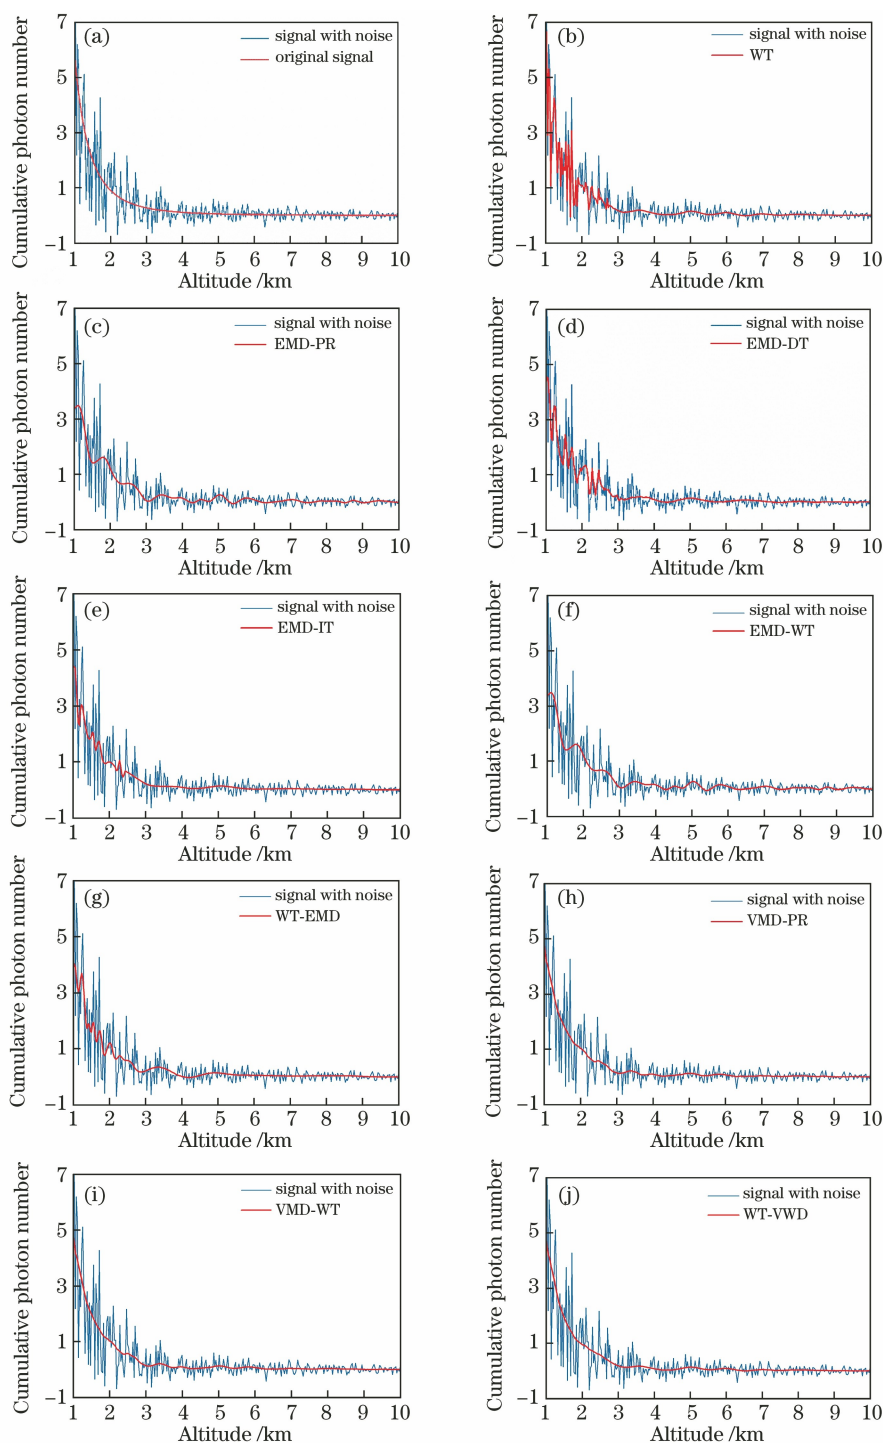 Cumulative photon number
7
5
3
1
−1
(a)
signal with noise
original signal
1 2 3 4 5 6 7 8 9 10
Altitude /km
Cumulative photon number
7
5
3
1
−1
(b)
signal with noise
WT
1 2 3 4 5 6 7 8 9 10
Altitude /km
Cumulative photon number
7
5
3
1
−1
(c)
signal with noise
EMD-PR
1 2 3 4 5 6 7 8 9 10
Altitude /km
Cumulative photon number
7
5
3
1
−1
(d)
signal with noise
EMD-DT
1 2 3 4 5 6 7 8 9 10
Altitude /km
Cumulative photon number
7
5
3
1
−1
(e)
signal with noise
EMD-IT
1 2 3 4 5 6 7 8 9 10
Altitude /km
Cumulative photon number
7
5
3
1
−1
(f)
signal with noise
EMD-WT
1 2 3 4 5 6 7 8 9 10
Altitude /km
Cumulative photon number
7
5
3
1
−1
(g)
signal with noise
WT-EMD
1 2 3 4 5 6 7 8 9 10
Altitude /km
Cumulative photon number
7
5
3
1
−1
(h)
signal with noise
VMD-PR
1 2 3 4 5 6 7 8 9 10
Altitude /km
Cumulative photon number
7
5
3
1
−1
(i)
signal with noise
VMD-WT
1 2 3 4 5 6 7 8 9 10
Altitude /km
Cumulative photon number
7
5
3
1
−1
(j)
signal with noise
WT-VWD
1 2 3 4 5 6 7 8 9 10
Altitude /km